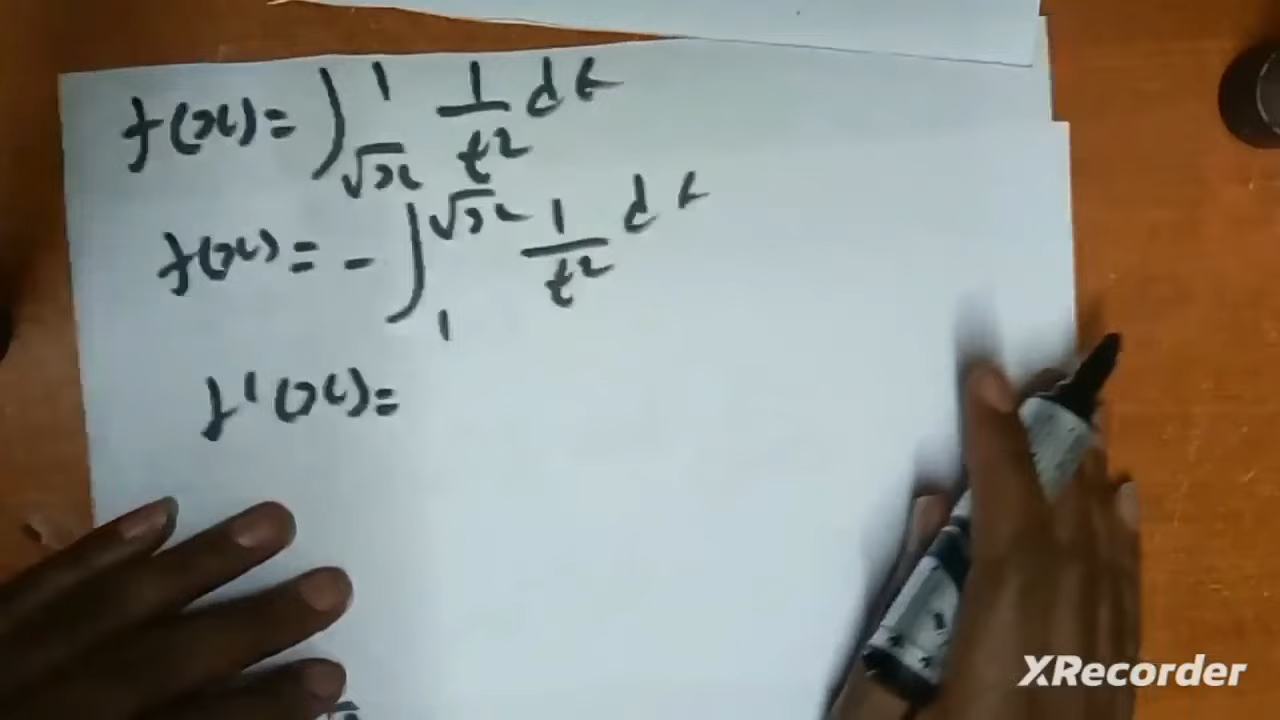 f(x) = ∫_{√x}^{1} 1/t² dt
f(x) = - ∫_{1}^{√x} 1/t² dt
f'(x) =
XRecorder